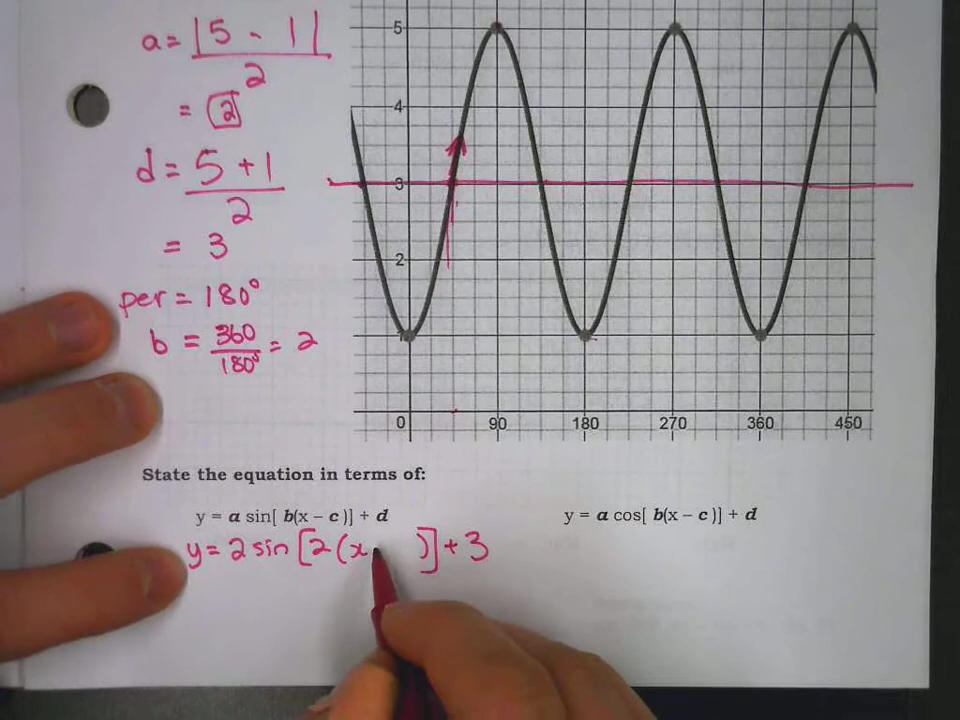 a = |5 - 1|
2
= 2
d = 5 + 1
2
= 3
per = 180°
b = 360 = 2
180°
5
4
3
2
1
0 90 180 270 360 450
State the equation in terms of:
y = a sin[ b(x – c )] + d
y = 2 sin [2(x )] + 3
y = a cos[ b(x – c )] + d